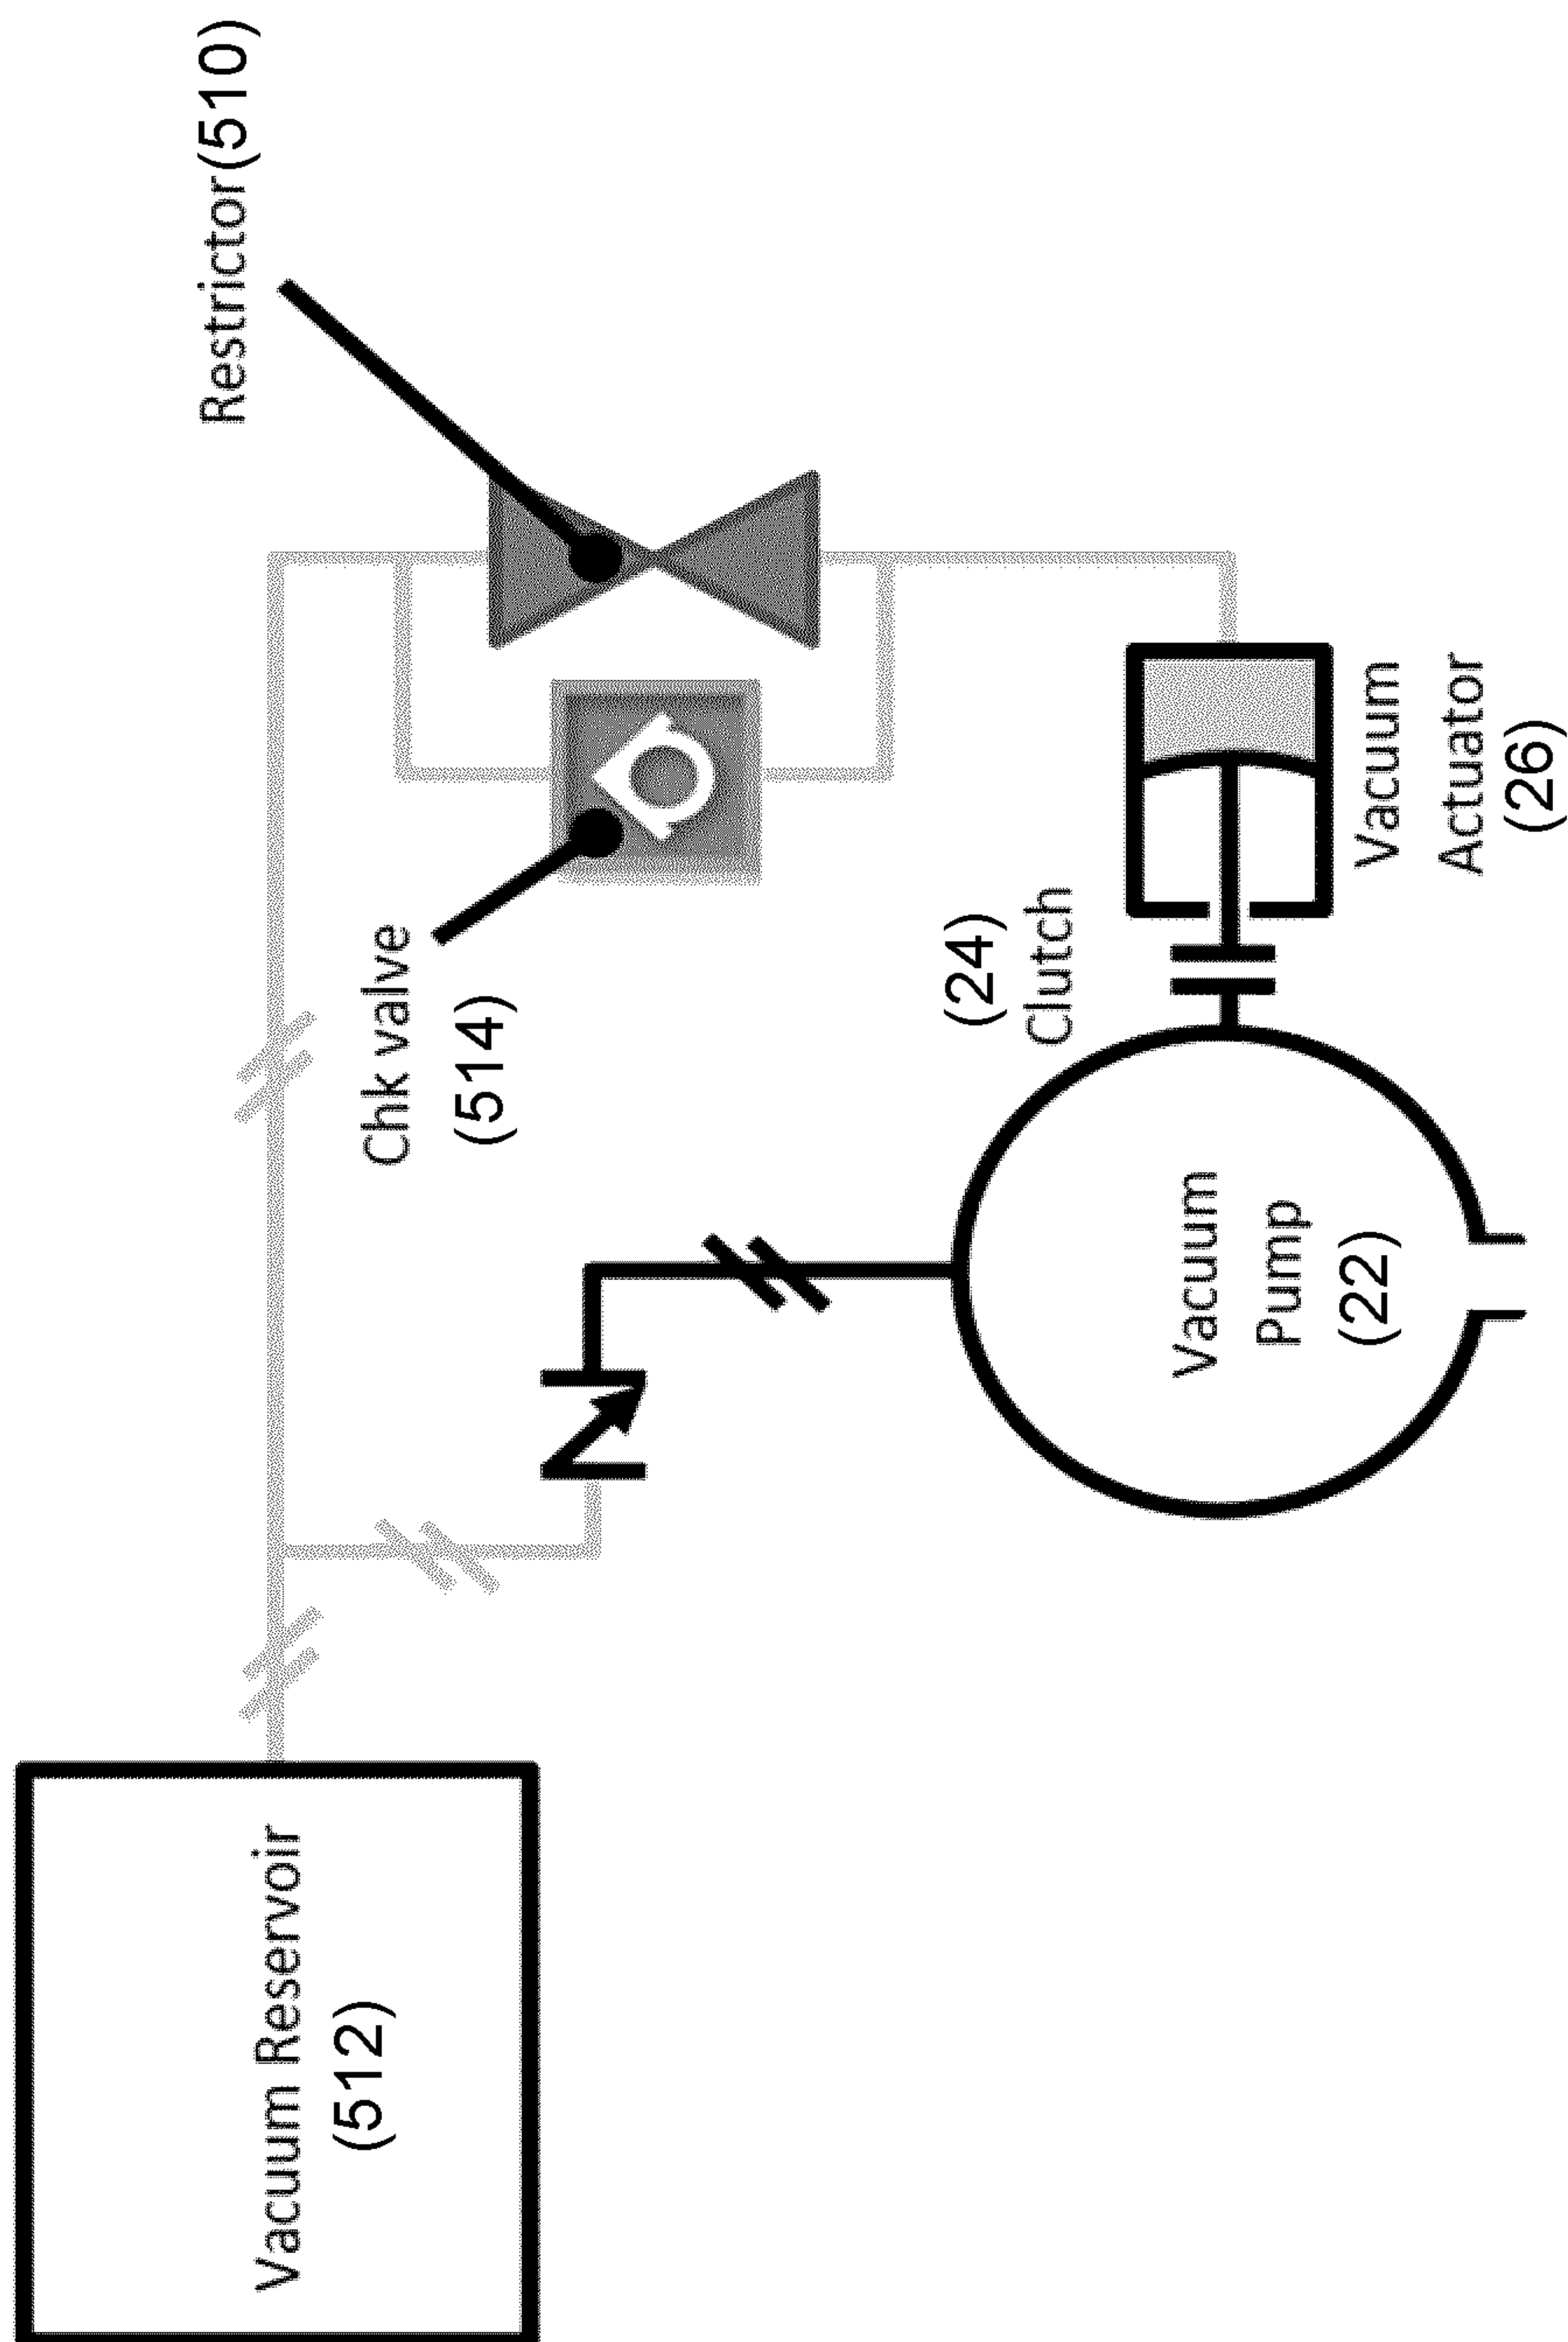 Vacuum Reservoir
(512)
Chk valve
(514)
Restrictor(510)
Vacuum
Pump
(22)
(24)
Clutch
Vacuum
Actuator
(26)